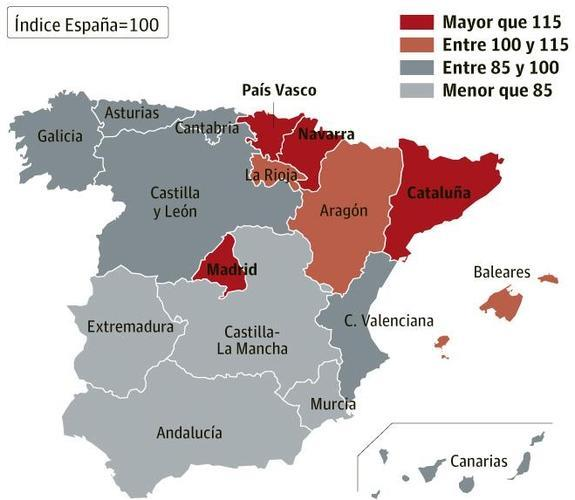 Índice España=100
Mayor que 115
Entre 100 y 115
Entre 85 y 100
Menor que 85
País Vasco
Asturias
Cantabria
Navarra
Galicia
La Rioja
Cataluña
Castilla
y León
Aragón
Madrid
Baleares
Extremadura
C. Valenciana
Castilla-
La Mancha
Murcia
Andalucía
Canarias